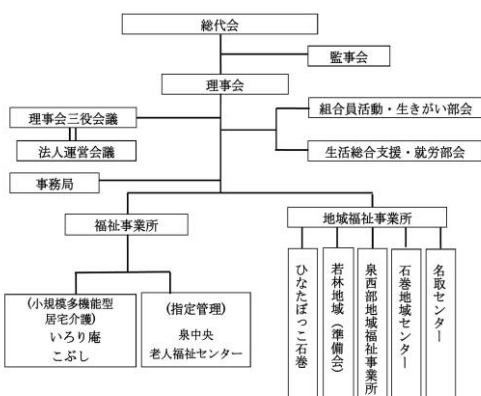 総代会
監事会
理事会
理事会三役会議
組合員活動・生きがい部会
法人運営会議
生活総合支援・就労部会
事務局
福祉事業所
地域福祉事業所
(小規模多機能型
居宅介護)
いろり庵
こぶし
(指定管理)
泉中央
老人福祉センター
ひなたぼっこ石巻
若林地域（準備会）
泉西部地域福祉事業所
石巻地域センター
名取センター